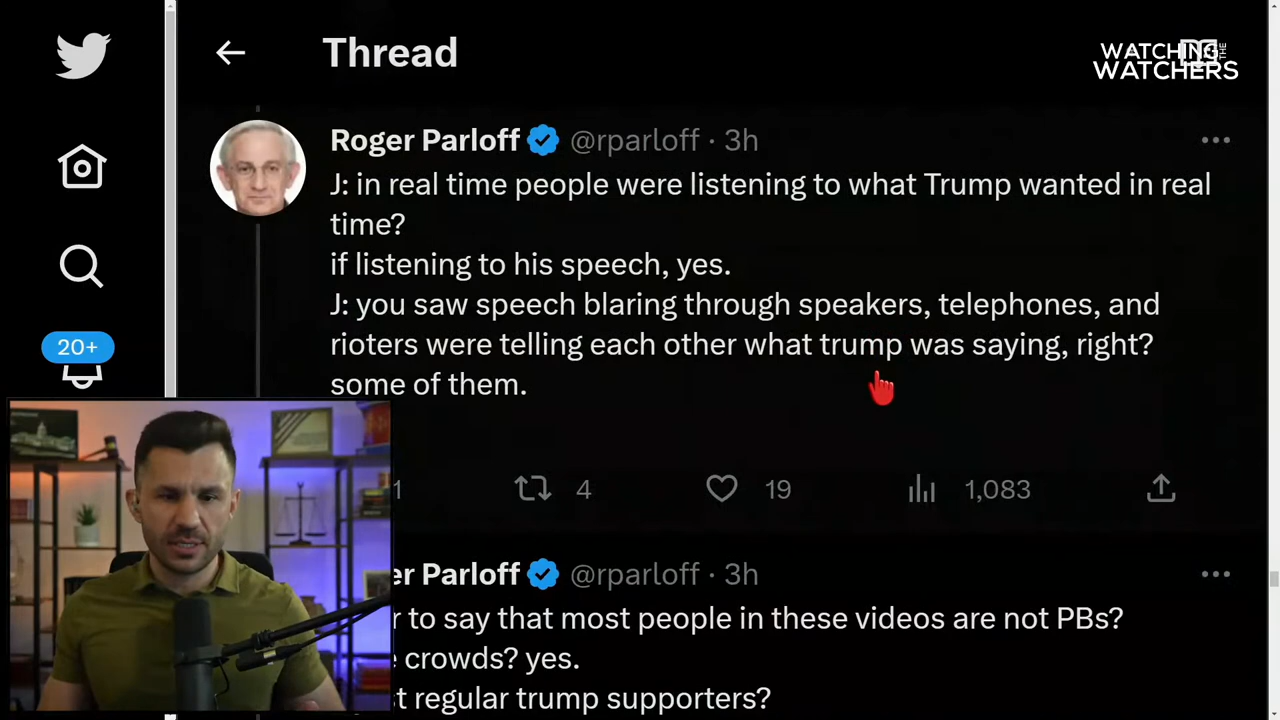 Thread
WATCHING THE
WATCHERS
Roger Parloff @rparloff · 3h
J: in real time people were listening to what Trump wanted in real
time?
if listening to his speech, yes.
J: you saw speech blaring through speakers, telephones, and
rioters were telling each other what trump was saying, right?
some of them.
20+
1 4 19 1,083
er Parloff @rparloff · 3h
r to say that most people in these videos are not PBs?
crowds? yes.
t regular trump supporters?